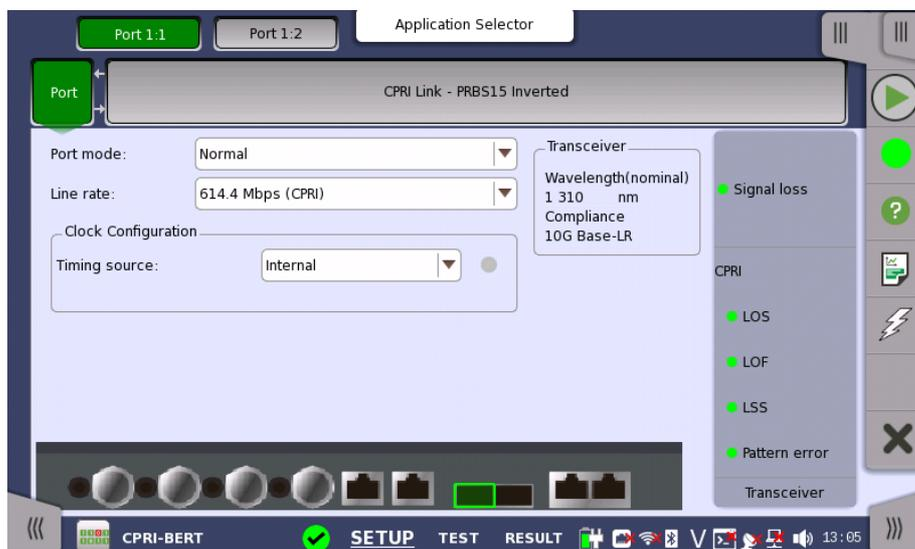 Port 1:1
Port 1:2
Application Selector
Port
CPRI Link - PRBS15 Inverted
Port mode:
Normal
Line rate:
614.4 Mbps (CPRI)
Clock Configuration
Timing source:
Internal
Transceiver
Wavelength(nominal)
1 310 nm
Compliance
10G Base-LR
Signal loss
CPRI
LOS
LOF
LSS
Pattern error
Transceiver
CPRI-BERT
SETUP
TEST
RESULT
V
13:05